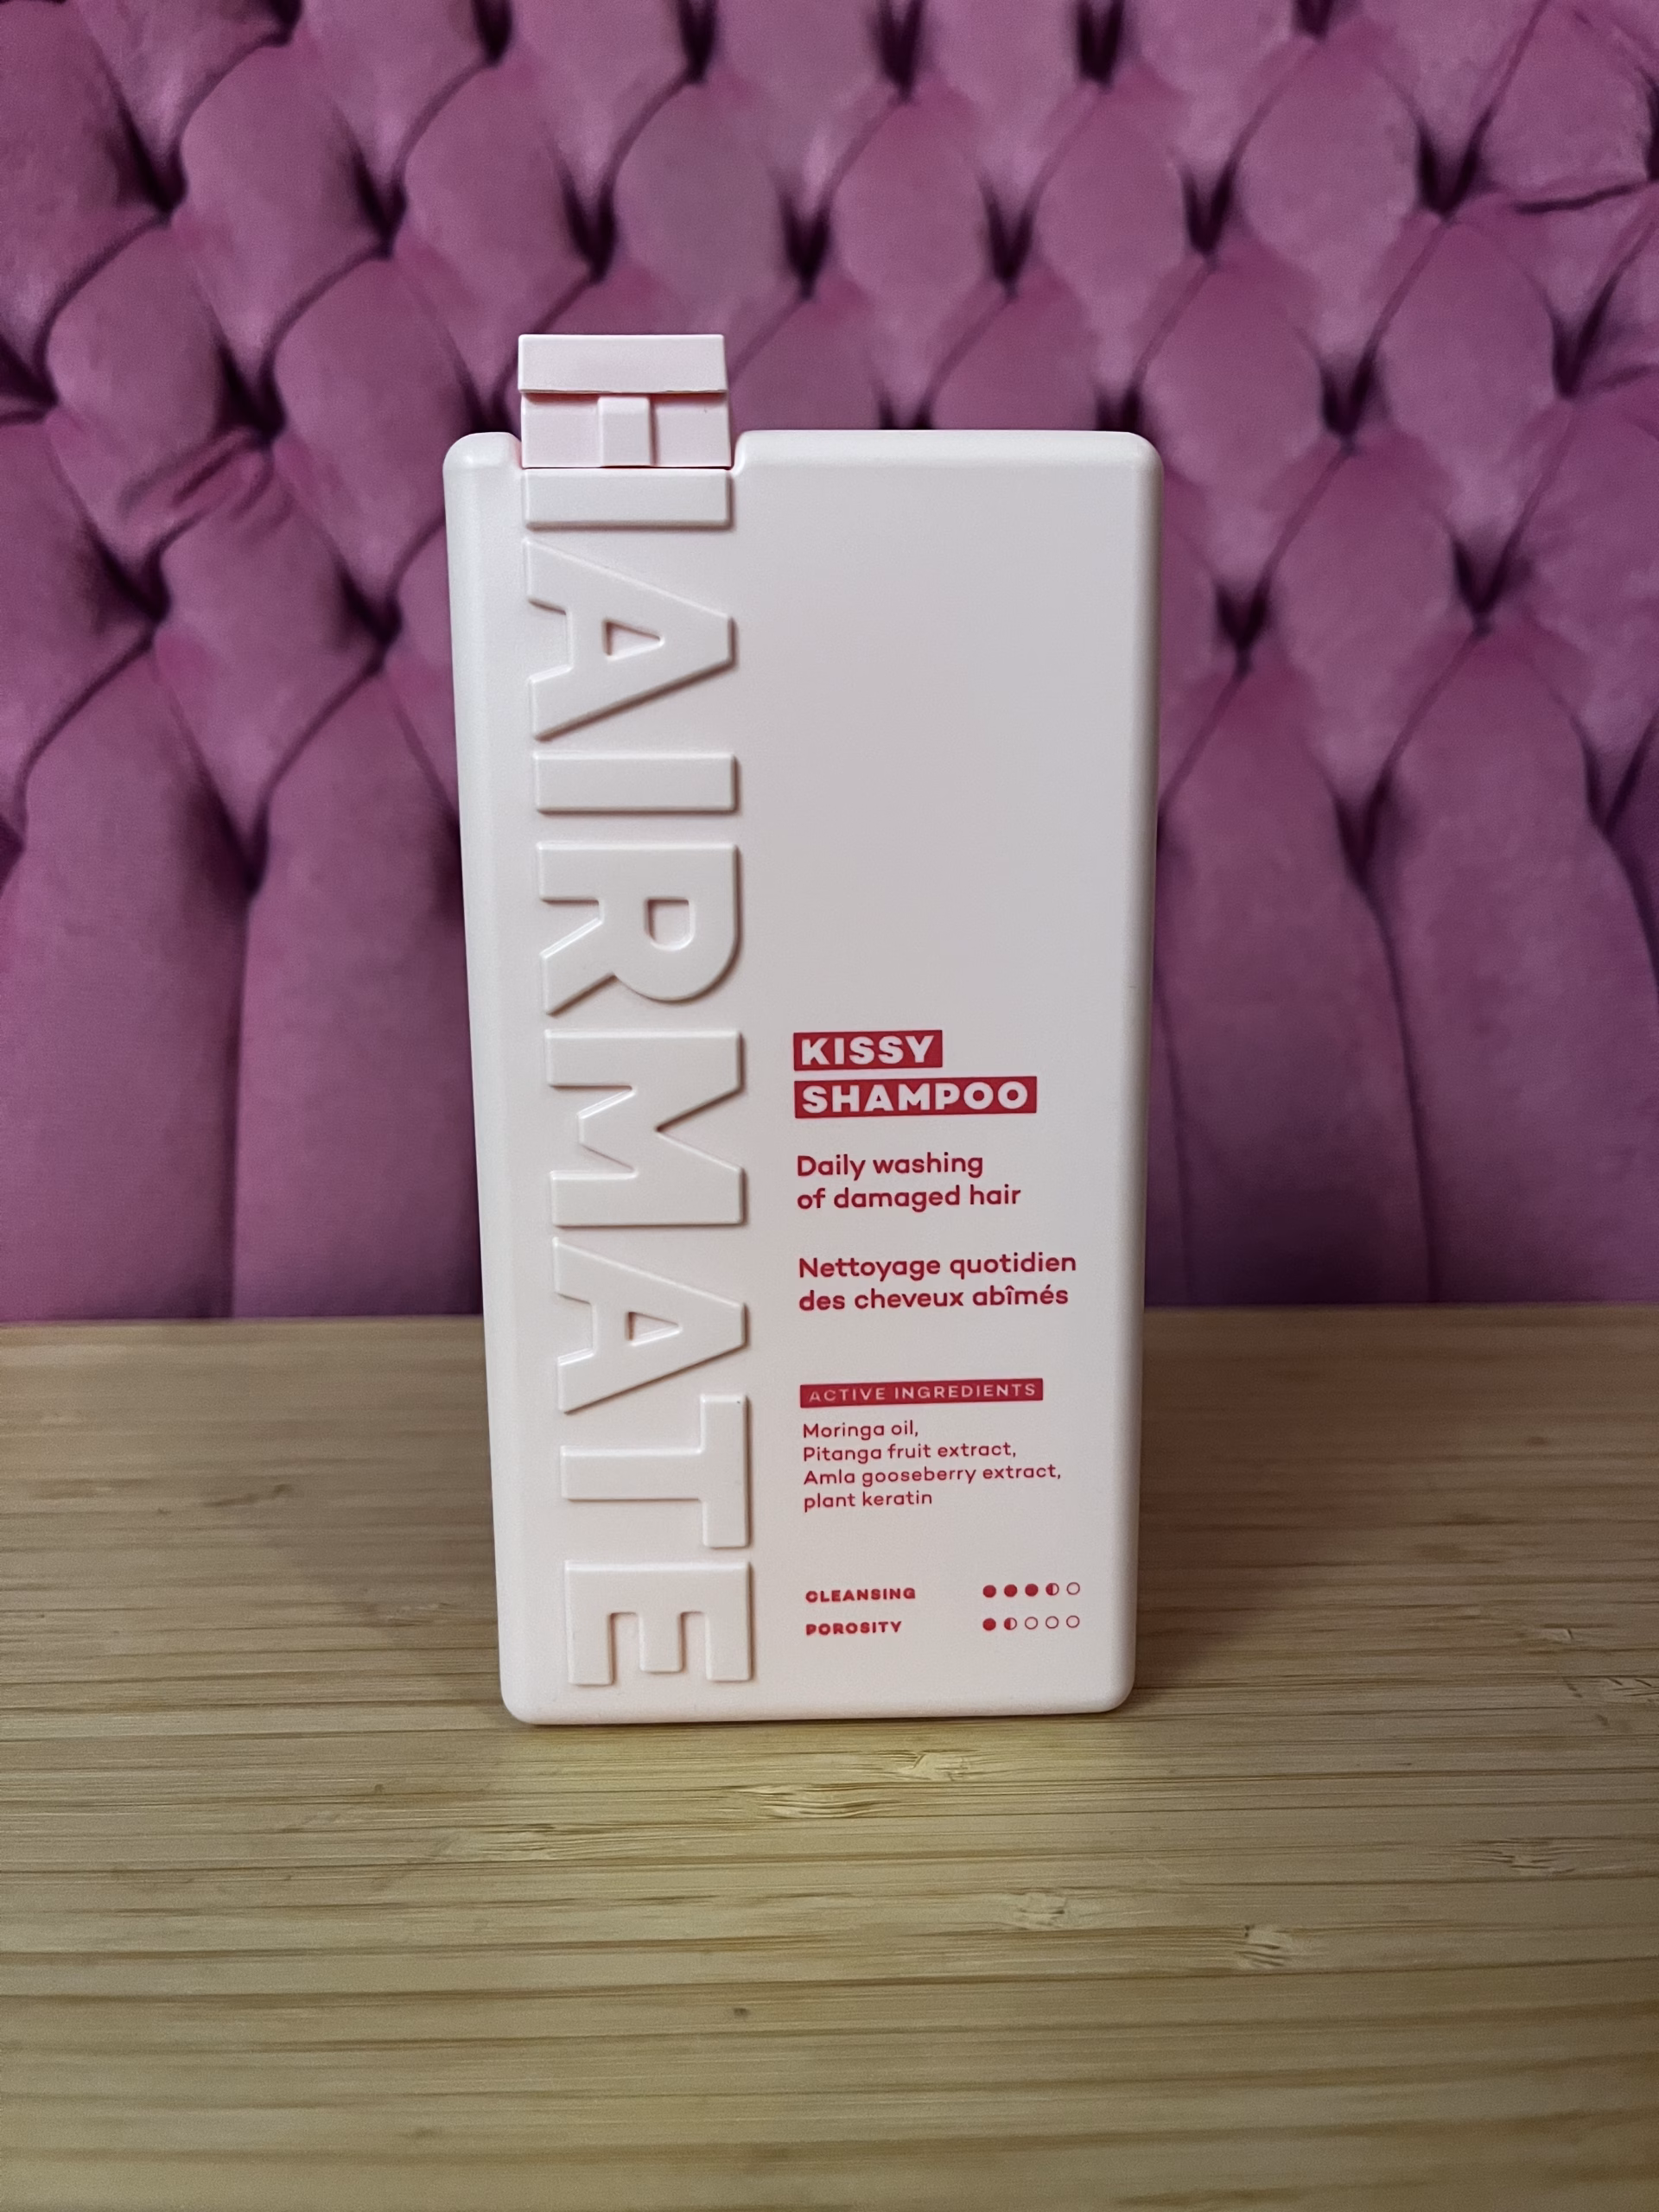 HAIRMATE
KISSY
SHAMPOO
Daily washing
of damaged hair
Nettoyage quotidien
des cheveux abîmés
ACTIVE INGREDIENTS
Moringa oil,
Pitanga fruit extract,
Amla gooseberry extract,
plant keratin
CLEANSING
POROSITY